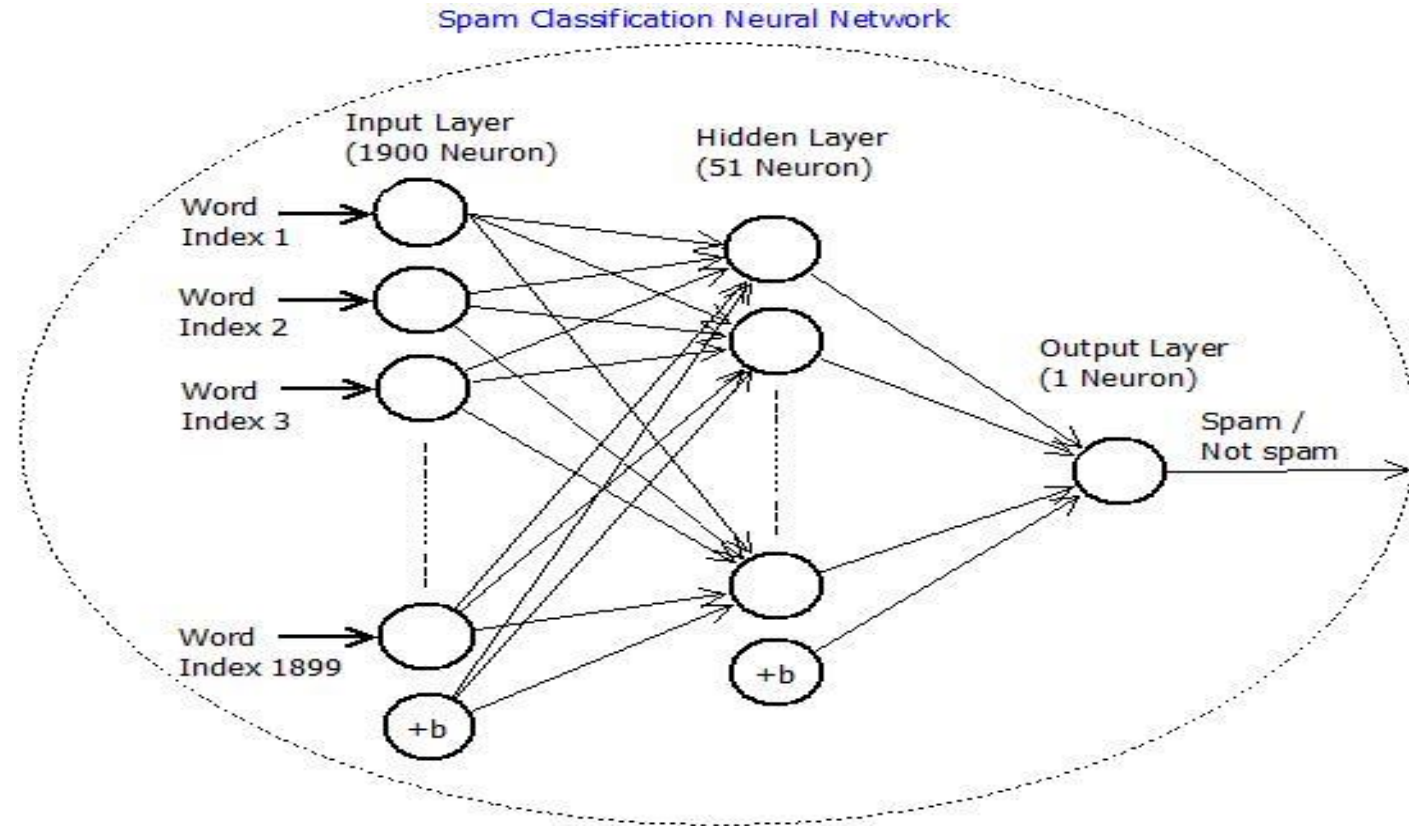 Spam Classification Neural Network
Input Layer
(1900 Neuron)
Hidden Layer
(51 Neuron)
Word
Index 1
Word
Index 2
Word
Index 3
Output Layer
(1 Neuron)
Spam /
Not spam
Word
Index 1899
+b
+b